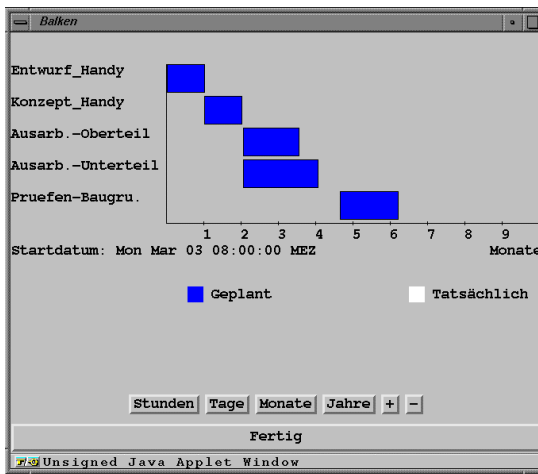 Balken
Entwurf_Handy
Konzept_Handy
Ausarb.-Oberteil
Ausarb.-Unterteil
Pruefen-Baugru.
1 2 3 4 5 6 7 8 9
Startdatum: Mon Mar 03 08:00:00 MEZ Monate
Geplant Tatsächlich
Stunden Tage Monate Jahre + -
Fertig
Unsigned Java Applet Window